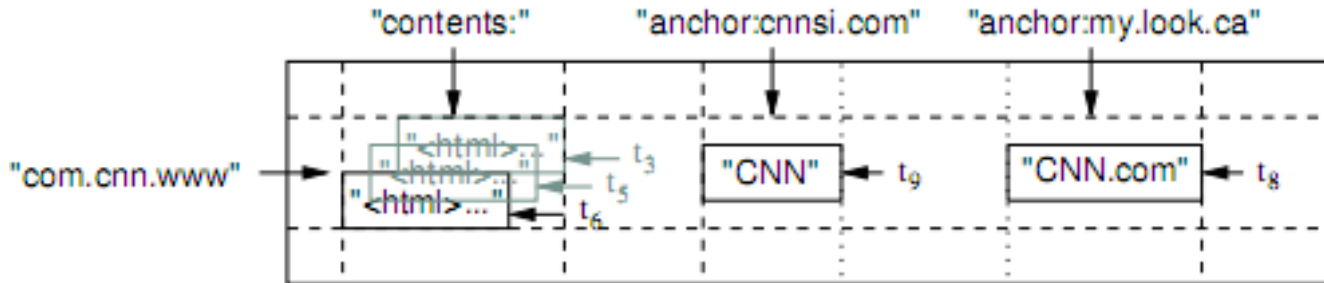 "contents:" "anchor:cnnsi.com" "anchor:my.look.ca"
"<html>..." t3
"com.cnn.www" "<html>..." t5 "CNN" t9 "CNN.com" t8
"<html>..." t6